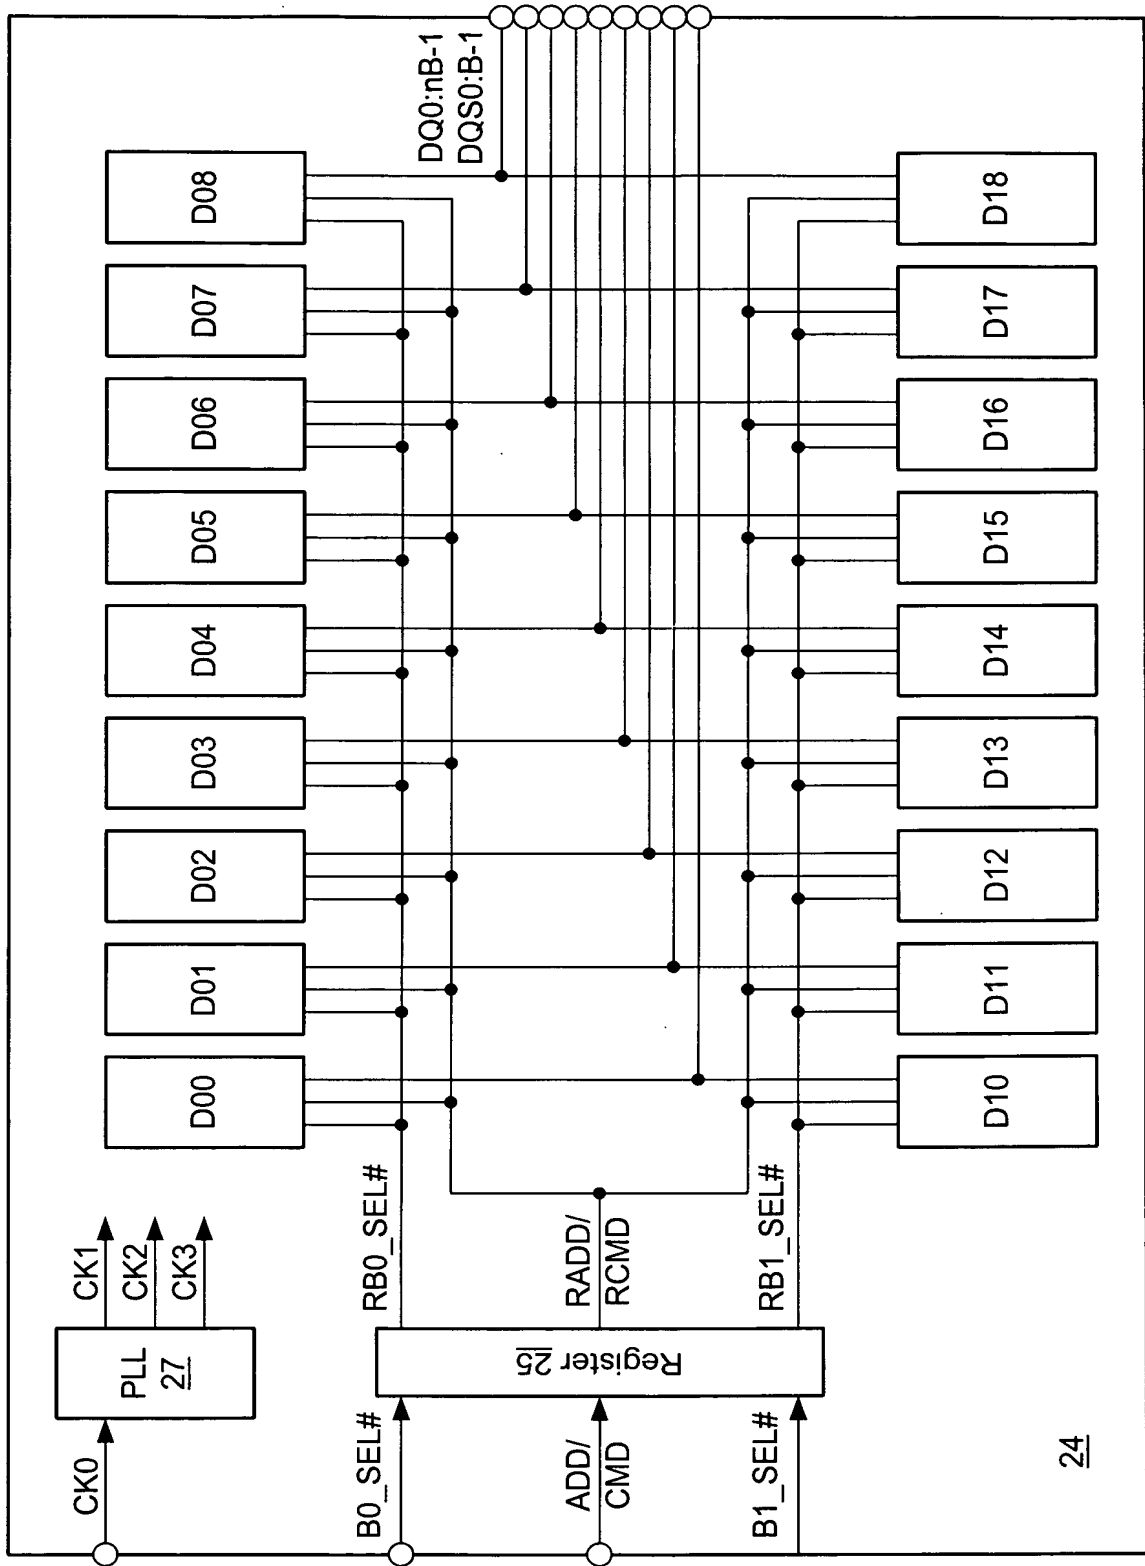 CK0
PLL
27
CK1
CK2
CK3
B0_SEL#
ADD/
CMD
B1_SEL#
Register 25
RB0_SEL#
RADD/
RCMD
RB1_SEL#
D00
D01
D02
D03
D04
D05
D06
D07
D08
DQ0:nB-1
DQS0:B-1
D10
D11
D12
D13
D14
D15
D16
D17
D18
24